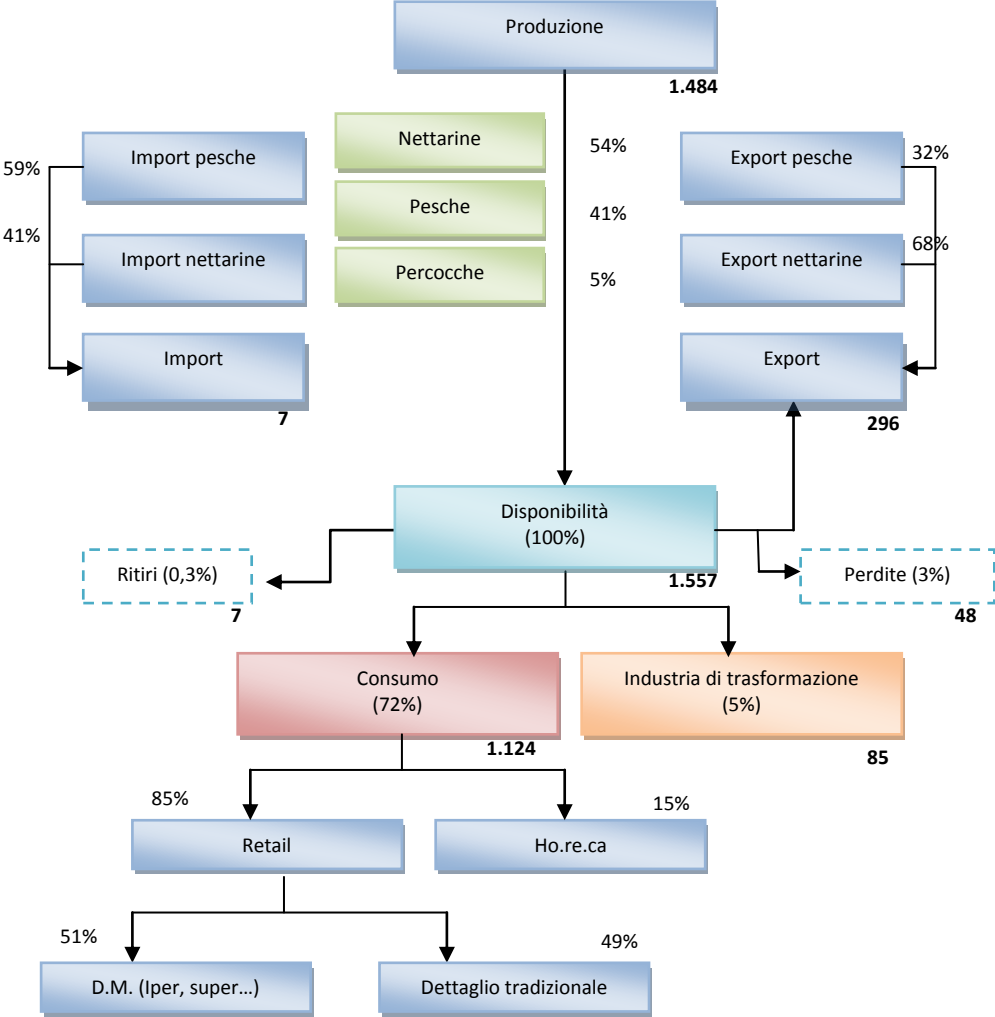 Produzione
1.484
Nettarine
54%
Pesche
41%
Percocche
5%
59%
Import pesche
41%
Import nettarine
Import
7
Export pesche
32%
Export nettarine
68%
Export
296
Disponibilità
(100%)
1.557
Ritiri (0,3%)
7
Perdite (3%)
48
Consumo
(72%)
1.124
Industria di trasformazione
(5%)
85
85%
Retail
15%
Ho.re.ca
51%
D.M. (Iper, super…)
49%
Dettaglio tradizionale